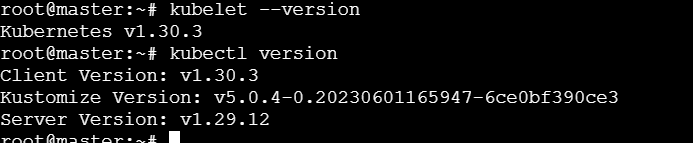 root@master:~# kubelet --version
Kubernetes v1.30.3
root@master:~# kubectl version
Client Version: v1.30.3
Kustomize Version: v5.0.4-0.20230601165947-6ce0bf390ce3
Server Version: v1.29.12
root@master:~#